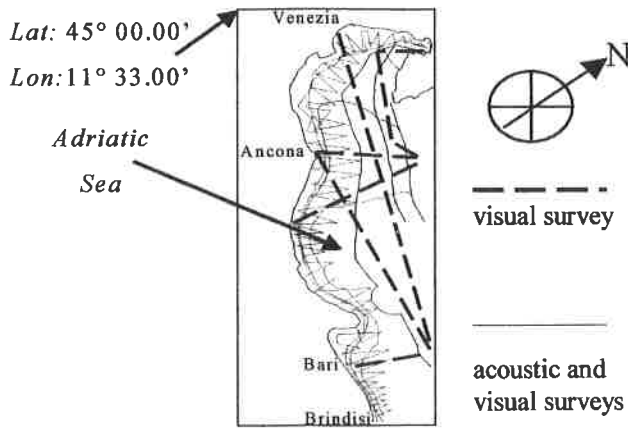 Lat: 45° 00.00'
Lon: 11° 33.00'
Adriatic
Sea
Venezia
Ancona
Bari
Brindisi
N
visual survey
acoustic and
visual surveys